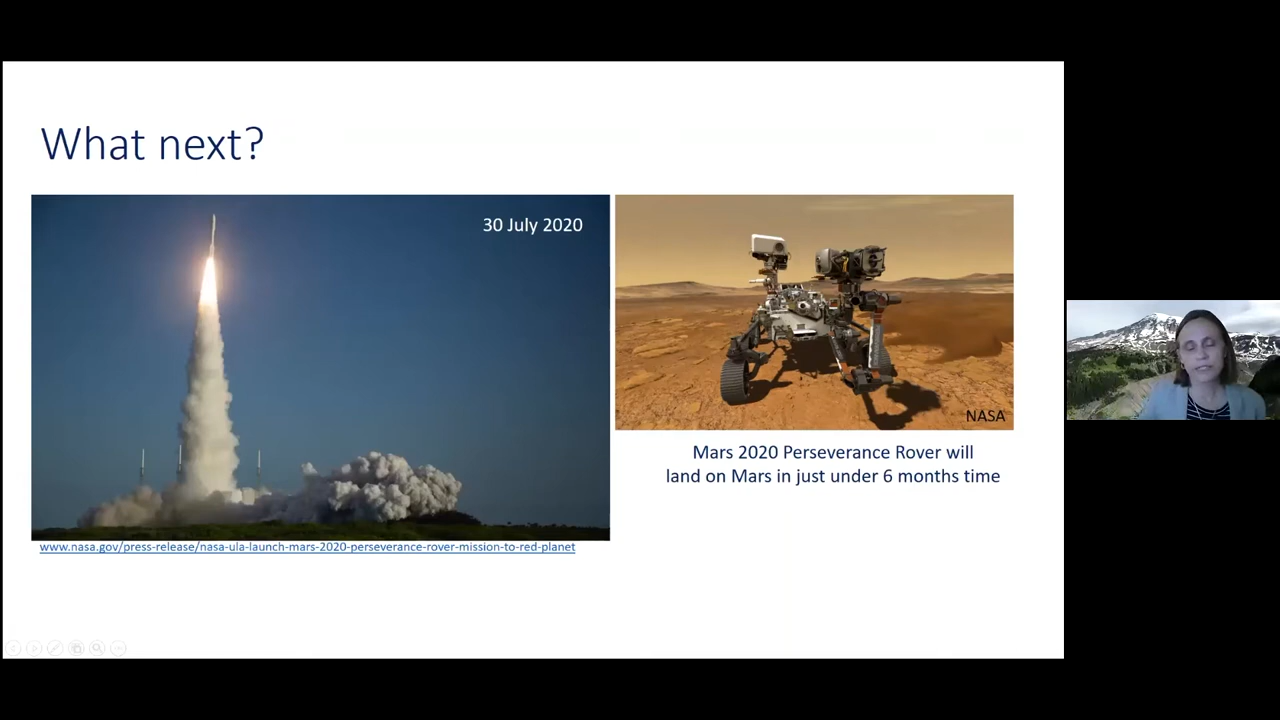 What next?
30 July 2020
NASA
Mars 2020 Perseverance Rover will
land on Mars in just under 6 months time
www.nasa.gov/press-release/nasa-ula-launch-mars-2020-perseverance-rover-mission-to-red-planet